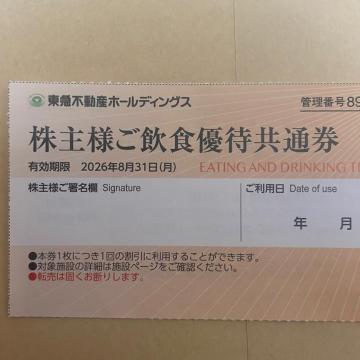 東急不動産ホールディングス 管理番号89
株主様ご飲食優待共通券
有効期限 2026年8月31日(月) EATING AND DRINKING
株主様ご署名欄 Signature ご利用日 Date of use
年 月
●本券1枚につき1回の割引に利用することができます。
●対象施設の詳細は施設ページをご確認ください。
●転売は固くお断りします。